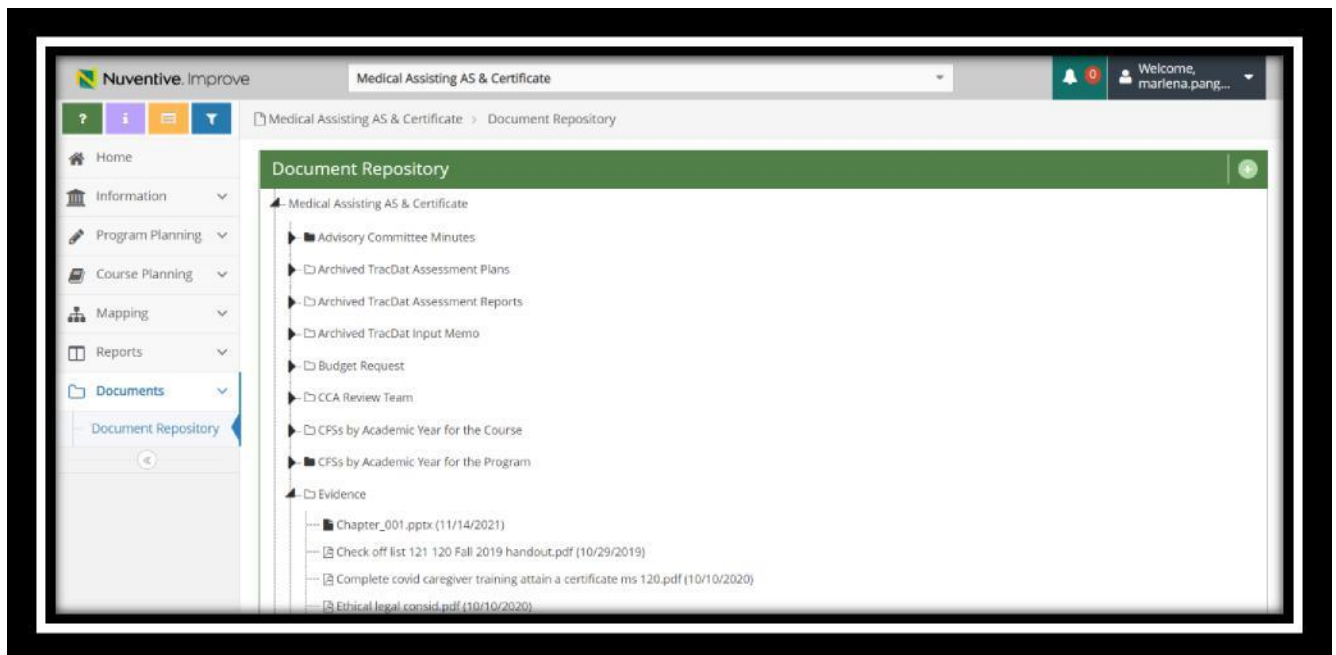 Nuventive. Improve
Medical Assisting AS & Certificate
0
Welcome,
marlena.pang...
? i
Medical Assisting AS & Certificate > Document Repository
Home
Information
Program Planning
Course Planning
Mapping
Reports
Documents
Document Repository
Document Repository
Medical Assisting AS & Certificate
Advisory Committee Minutes
Archived TracDat Assessment Plans
Archived TracDat Assessment Reports
Archived TracDat Input Memo
Budget Request
CCA Review Team
CFSs by Academic Year for the Course
CFSs by Academic Year for the Program
Evidence
Chapter_001.pptx (11/14/2021)
Check off list 121 120 Fall 2019 handout.pdf (10/29/2019)
Complete covid caregiver training attain a certificate ms 120.pdf (10/10/2020)
Ethical legal consid.pdf (10/10/2020)